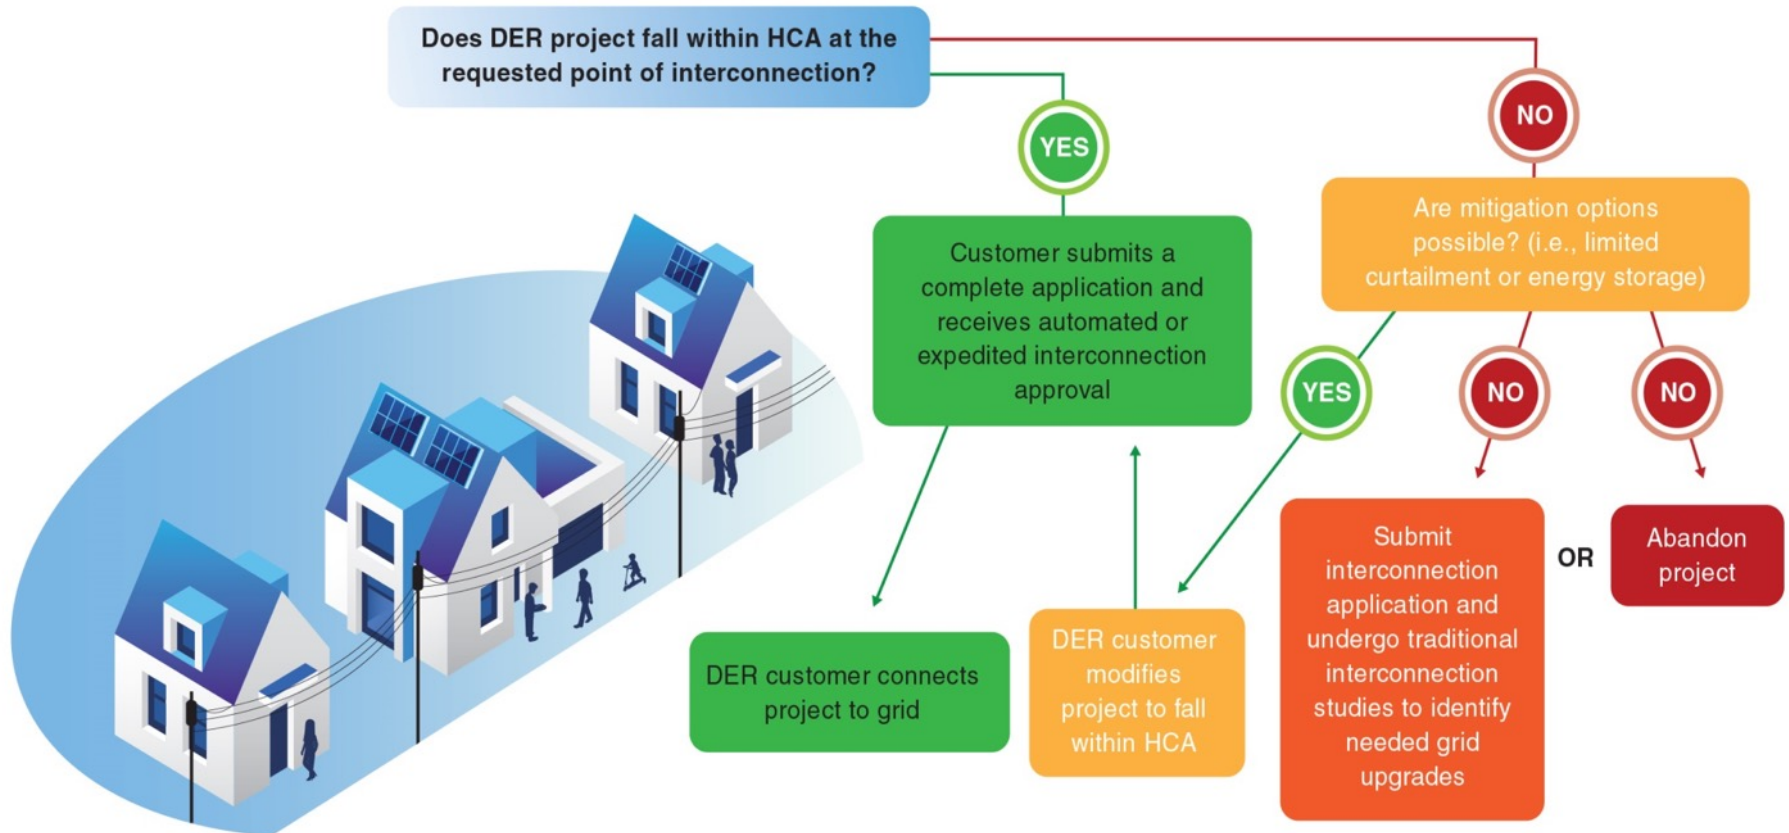 Does DER project fall within HCA at the
requested point of interconnection?
YES
NO
Customer submits a
complete application and
receives automated or
expedited interconnection
approval
Are mitigation options
possible? (i.e., limited
curtailment or energy storage)
YES
NO
NO
DER customer connects
project to grid
DER customer
modifies
project to fall
within HCA
Submit
interconnection
application and
undergo traditional
interconnection
studies to identify
needed grid
upgrades
OR
Abandon
project